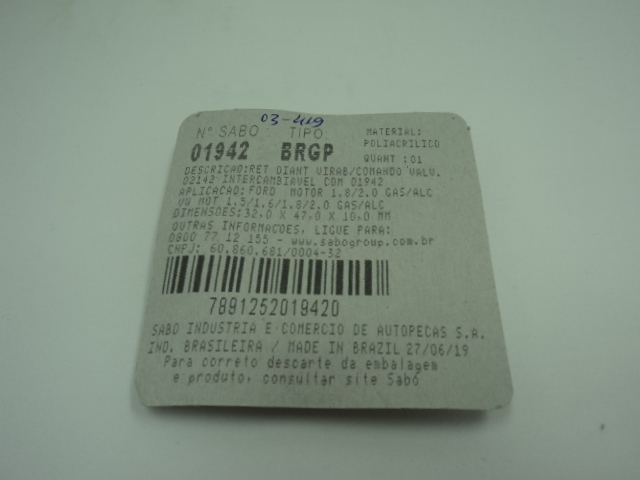 03-419
Nº SABO TIPO MATERIAL:
01942 BRGP POLIACRILICO
QUANT :01
DESCRICAO:RET DIANT VIRAB/COMANDO VALV.
02142 INTERCAMBIAVEL COM 01942
APLICACAO:FORD MOTOR 1.8/2.0 GAS/ALC
VW MOT 1.5/1.6/1.8/2.0 GAS/ALC
DIMENSOES:32,0 X 47,0 X 10,0 MM
OUTRAS INFORMACOES, LIGUE PARA:
0800 77 12 155 - www.sabogroup.com.br
CNPJ: 60.860.681/0004-32
7891252019420
SABO INDUSTRIA E COMERCIO DE AUTOPECAS S.A.
IND. BRASILEIRA / MADE IN BRAZIL 27/06/19
Para correto descarte da embalagem
e produto, consultar site Sabó